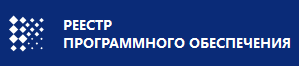 РЕЕСТР
ПРОГРАММНОГО ОБЕСПЕЧЕНИЯ